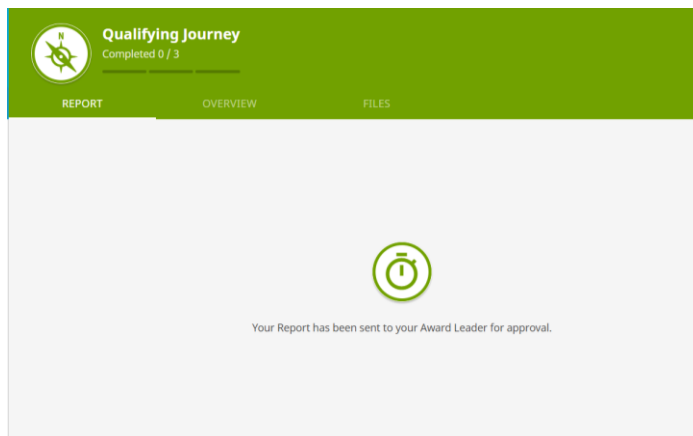 N
Qualifying Journey
Completed 0 / 3
REPORT OVERVIEW FILES
Your Report has been sent to your Award Leader for approval.